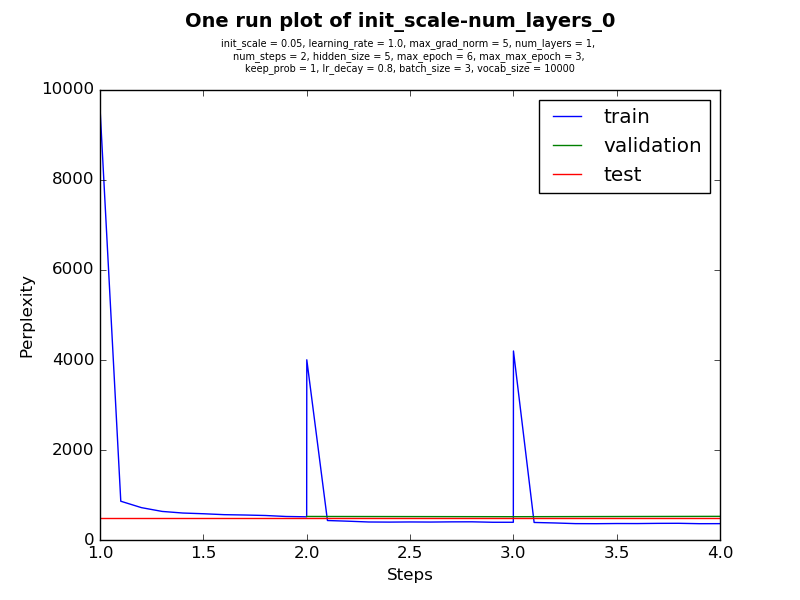 One run plot of init_scale-num_layers_0
init_scale = 0.05, learning_rate = 1.0, max_grad_norm = 5, num_layers = 1,
num_steps = 2, hidden_size = 5, max_epoch = 6, max_max_epoch = 3,
keep_prob = 1, lr_decay = 0.8, batch_size = 3, vocab_size = 10000
10000
8000
6000
4000
2000
0
Perplexity
train
validation
test
1.0 1.5 2.0 2.5 3.0 3.5 4.0
Steps